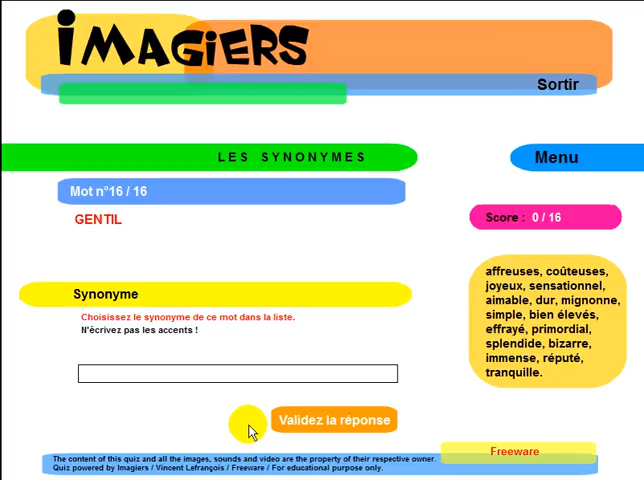 iMAGiERS
Sortir
LES SYNONYMES
Menu
Mot n°16 / 16
GENTIL
Score : 0 / 16
affreuses, coûteuses,
joyeux, sensationnel,
aimable, dur, mignonne,
simple, bien élevés,
effrayé, primordial,
splendide, bizarre,
immense, réputé,
tranquille.
Synonyme
Choisissez le synonyme de ce mot dans la liste.
N'écrivez pas les accents !
Validez la réponse
Freeware
The content of this quiz and all the images, sounds and video are the property of their respective owner.
Quiz powered by Imagiers / Vincent Lefrançois / Freeware / For educational purpose only.